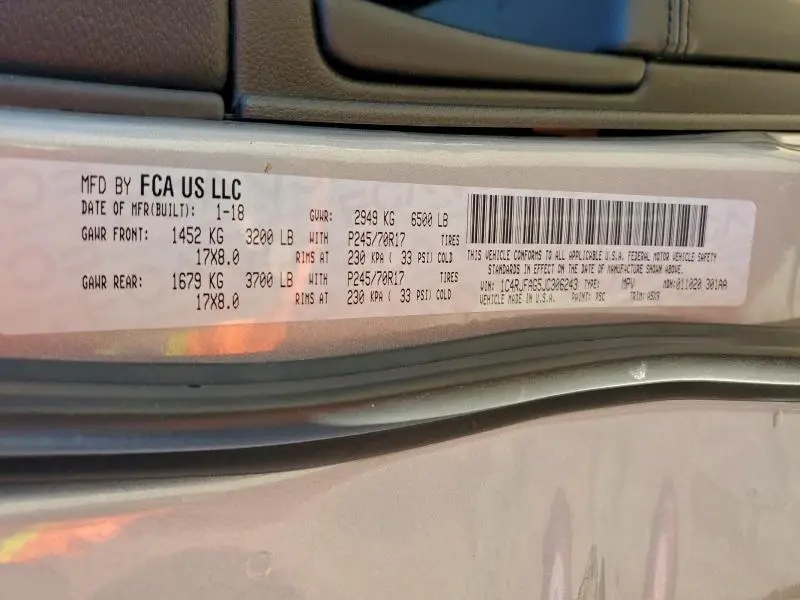 MFD BY FCA US LLC
DATE OF MFR(BUILT): 1-18 GVWR: 2949 KG 6500 LB
GAWR FRONT: 1452 KG 3200 LB WITH P245/70R17 TIRES
17X8.0 RIMS AT 230 KPA ( 33 PSI) COLD
GAWR REAR: 1679 KG 3700 LB WITH P245/70R17 TIRES
17X8.0 RIMS AT 230 KPA ( 33 PSI) COLD
THIS VEHICLE CONFORMS TO ALL APPLICABLE U.S.A. FEDERAL MOTOR VEHICLE SAFETY
STANDARDS IN EFFECT ON THE DATE OF MANUFACTURE SHOWN ABOVE.
VIN: 1C4RJFAG5JC306243 TYPE: MPV MDH:011020 301AA
VEHICLE MADE IN U.S.A. PAINT: PSC TRIM: